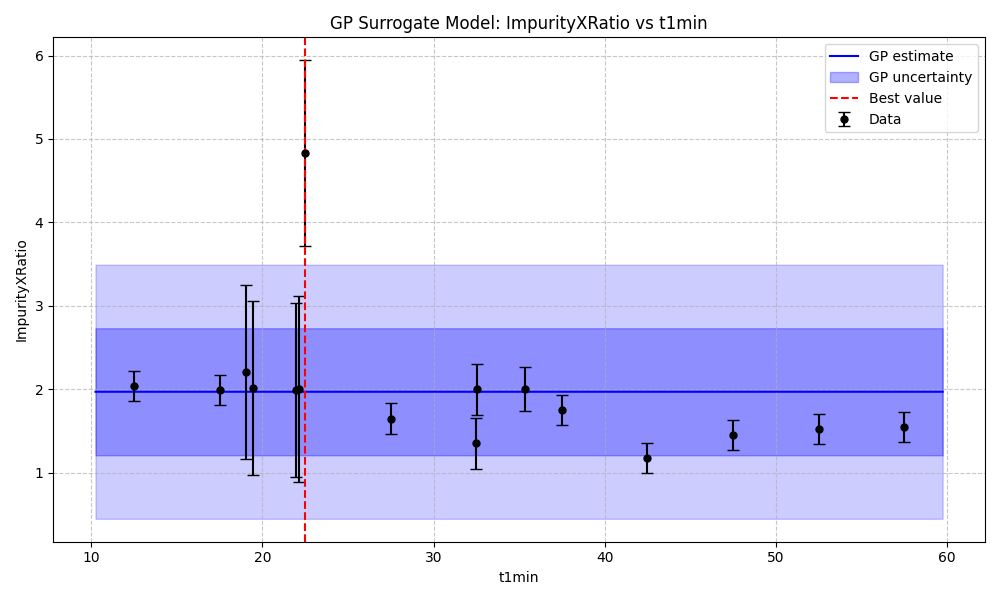 GP Surrogate Model: ImpurityXRatio vs t1min
ImpurityXRatio
6
5
4
3
2
1
GP estimate
GP uncertainty
Best value
Data
10
20
30
40
50
60
t1min